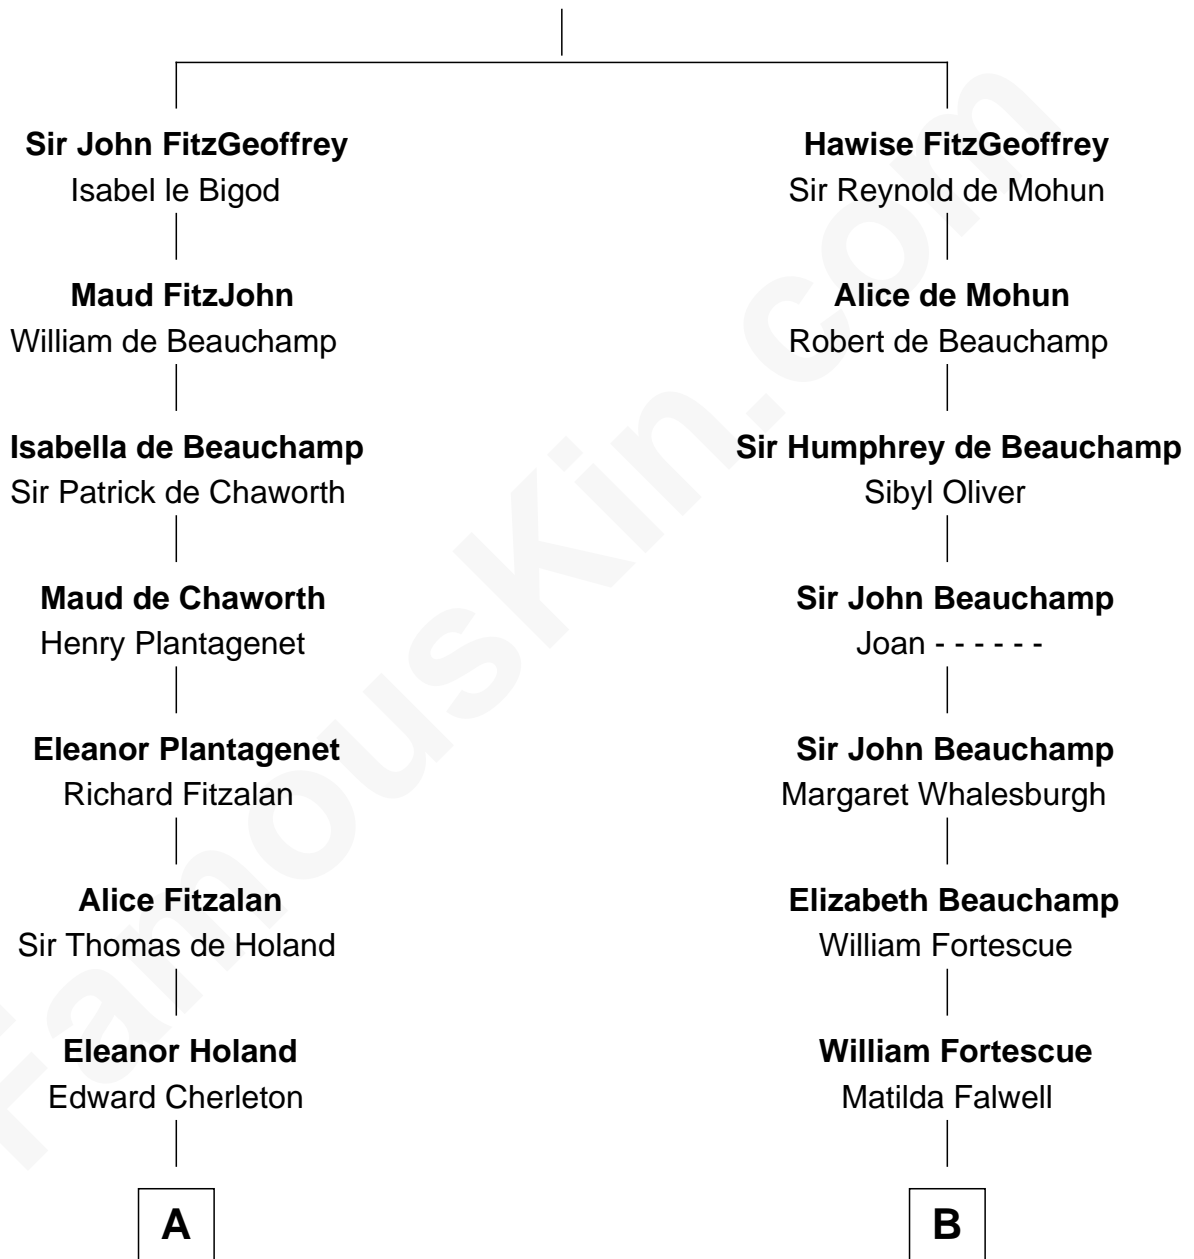 Sir John FitzGeoffrey
Isabel le Bigod
Maud FitzJohn
William de Beauchamp
Isabella de Beauchamp
Sir Patrick de Chaworth
Maud de Chaworth
Henry Plantagenet
Eleanor Plantagenet
Richard Fitzalan
Alice Fitzalan
Sir Thomas de Holand
Eleanor Holand
Edward Cherleton
A
Hawise FitzGeoffrey
Sir Reynold de Mohun
Alice de Mohun
Robert de Beauchamp
Sir Humphrey de Beauchamp
Sibyl Oliver
Sir John Beauchamp
Joan - - - - - -
Sir John Beauchamp
Margaret Whalesburgh
Elizabeth Beauchamp
William Fortescue
William Fortescue
Matilda Falwell
B
FamousKin.com